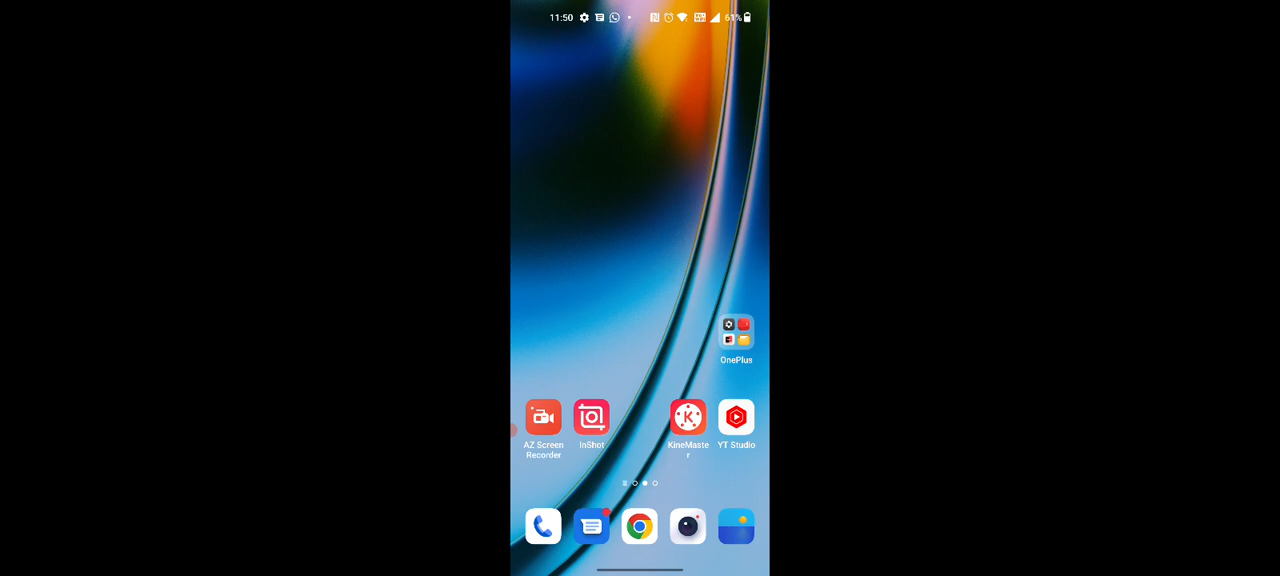 11:50 61%
OnePlus
AZ Screen Recorder
InShot
KineMaste
r
YT Studio